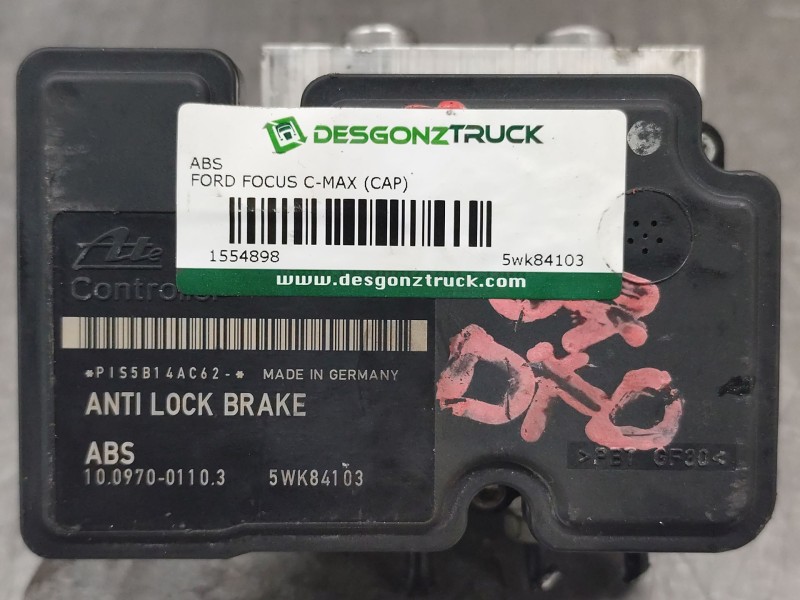 DESGONZTRUCK
ABS
FORD FOCUS C-MAX (CAP)
1554898 5wk84103
www.desgonztruck.com
Ate
Controller
*PIS5B14AC62-* MADE IN GERMANY
ANTI LOCK BRAKE
ABS
10.0970-0110.3 5WK84103
>PBT GF30<